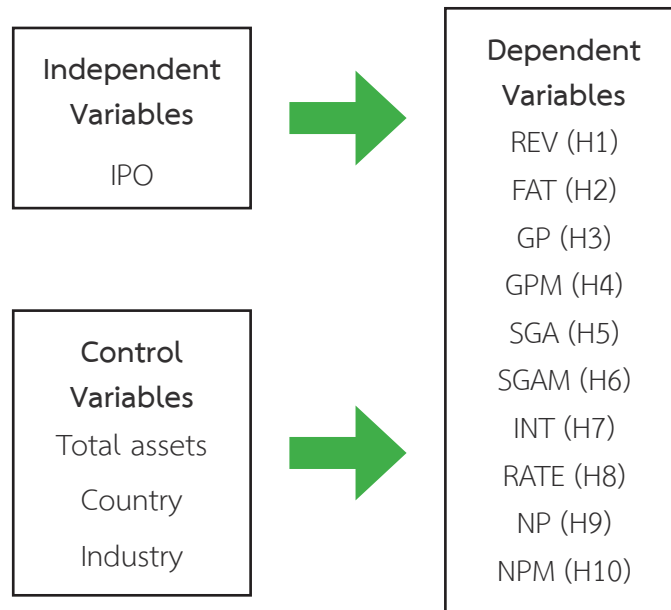 Independent
Variables
IPO
Control
Variables
Total assets
Country
Industry
Dependent
Variables
REV (H1)
FAT (H2)
GP (H3)
GPM (H4)
SGA (H5)
SGAM (H6)
INT (H7)
RATE (H8)
NP (H9)
NPM (H10)